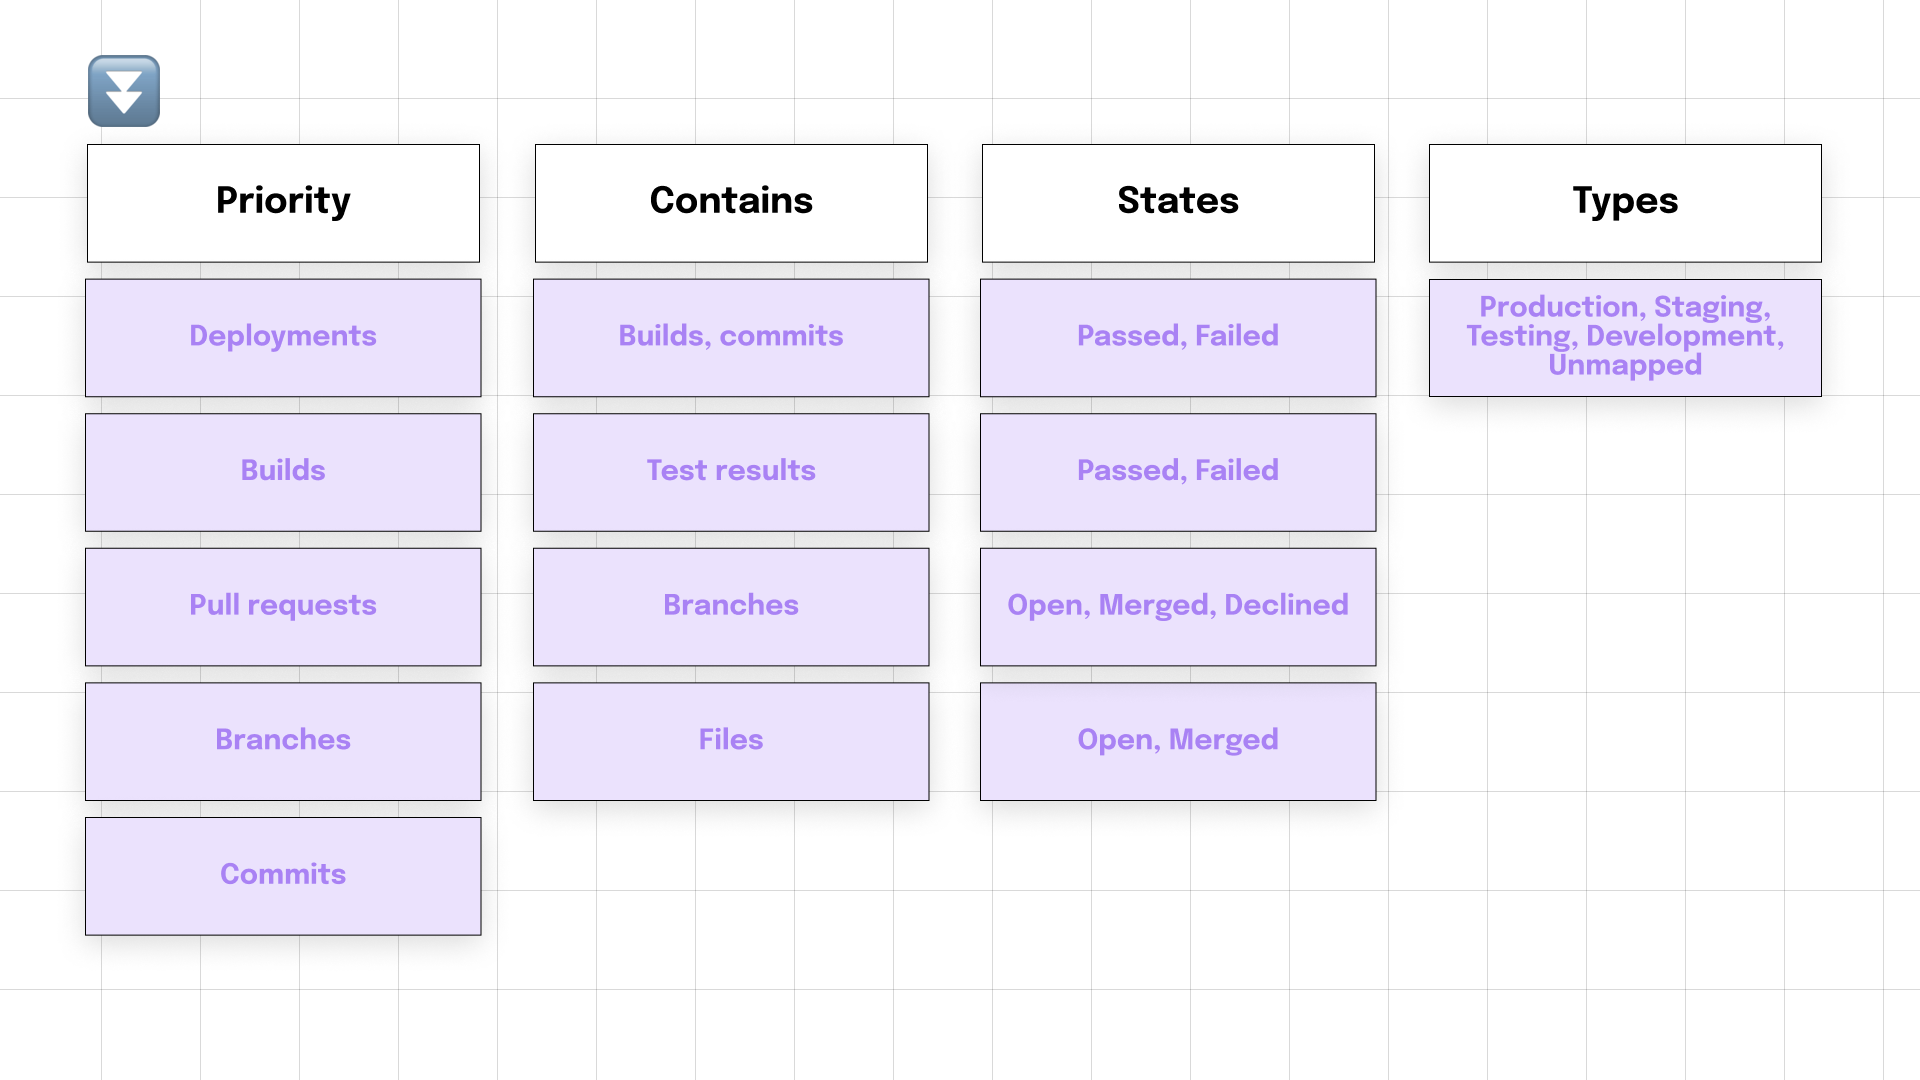 Priority
Contains
States
Types
Deployments
Builds, commits
Passed, Failed
Production, Staging,
Testing, Development,
Unmapped
Builds
Test results
Passed, Failed
Pull requests
Branches
Open, Merged, Declined
Branches
Files
Open, Merged
Commits